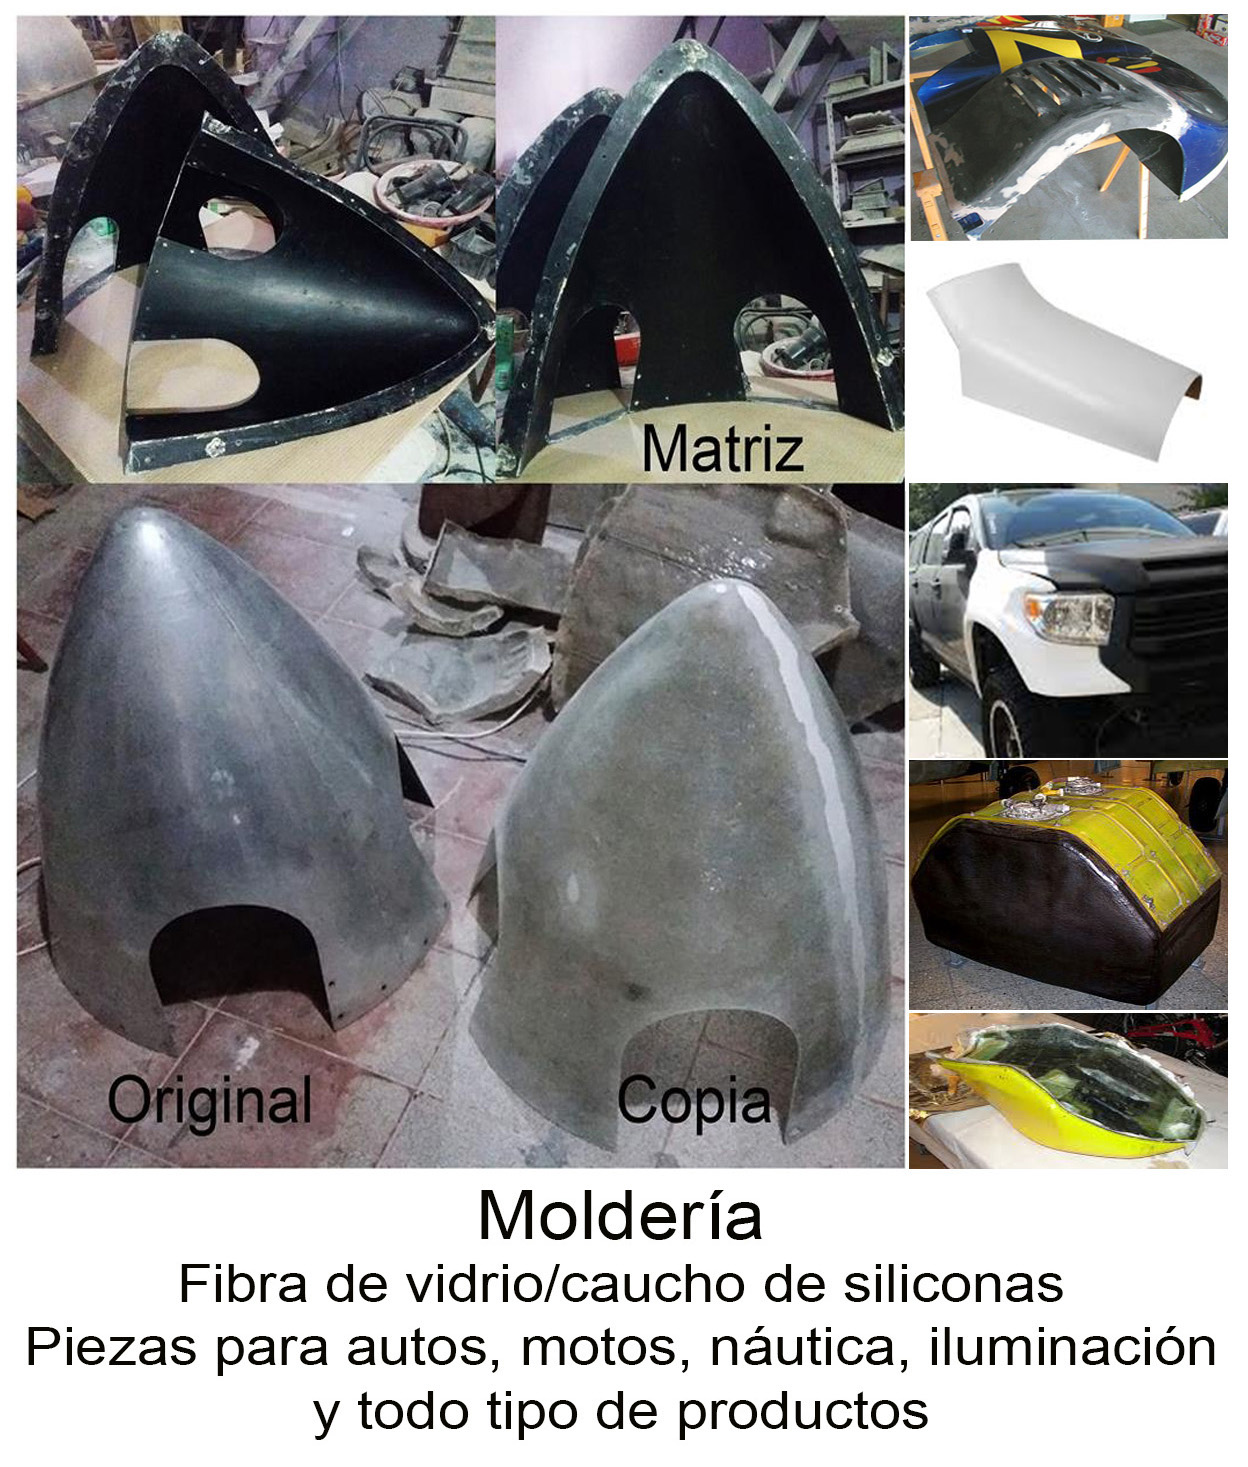 Matriz
Original
Copia
Moldería
Fibra de vidrio/caucho de siliconas
Piezas para autos, motos, náutica, iluminación
y todo tipo de productos